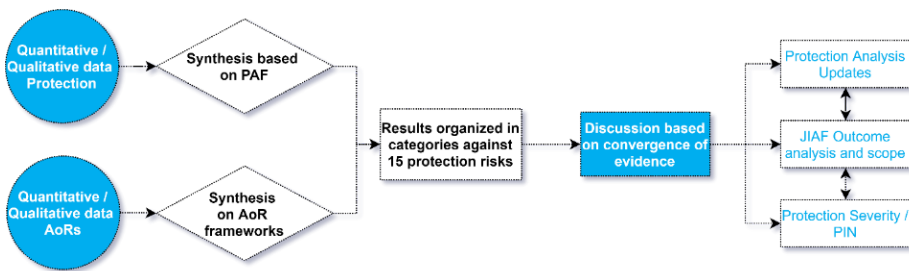 Quantitative /
Qualitative data
Protection
Synthesis based
on PAF
Quantitative /
Qualitative data
AoRs
Synthesis
on AoR
frameworks
Results organized in
categories against
15 protection risks
Discussion based
on convergence of
evidence
Protection Analysis
Updates
JIAF Outcome
analysis and scope
Protection Severity /
PIN